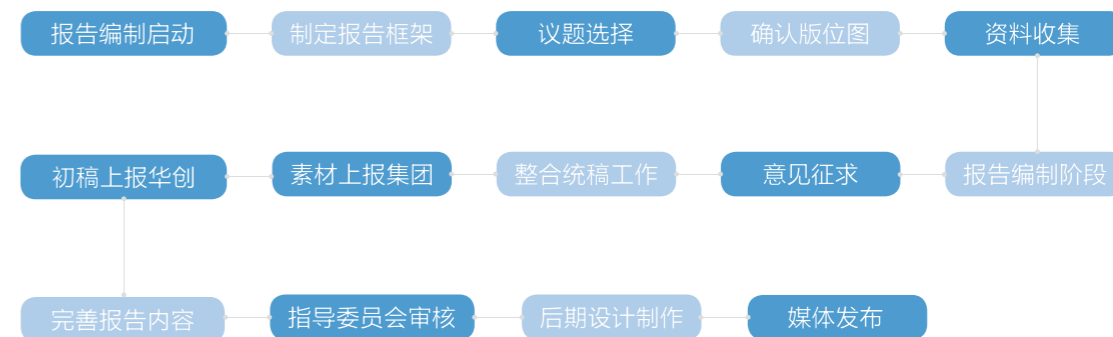 报告编制启动
制定报告框架
议题选择
确认版位图
资料收集
初稿上报华创
素材上报集团
整合统稿工作
意见征求
报告编制阶段
完善报告内容
指导委员会审核
后期设计制作
媒体发布